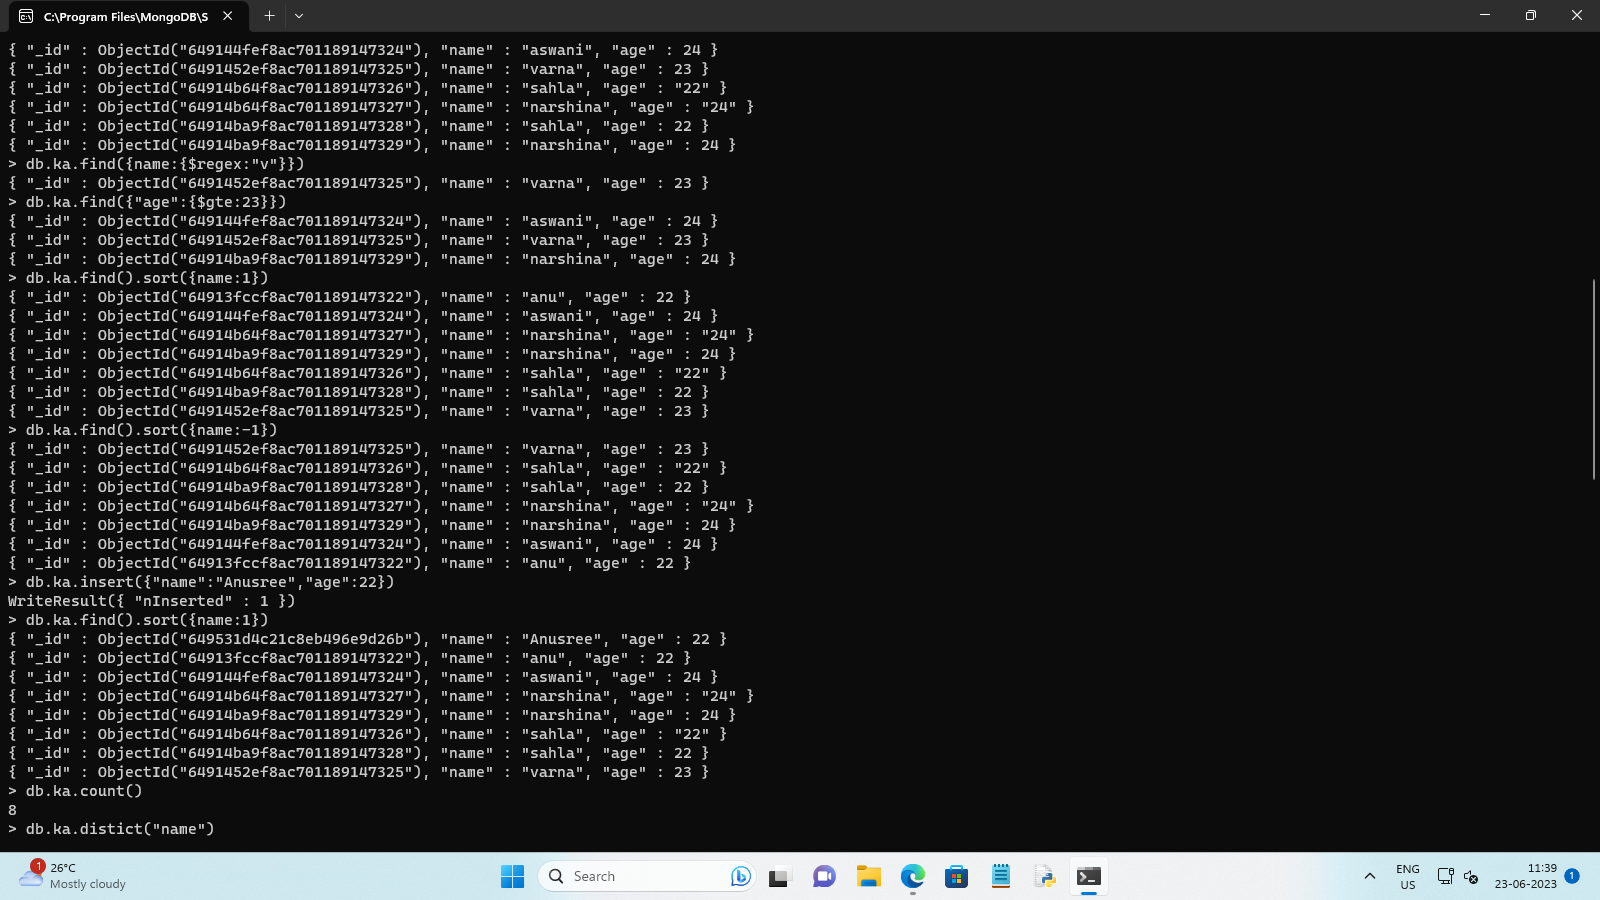 C:\Program Files\MongoDB\S
{ "_id" : ObjectId("649144fef8ac701189147324"), "name" : "aswani", "age" : 24 }
{ "_id" : ObjectId("6491452ef8ac701189147325"), "name" : "varna", "age" : 23 }
{ "_id" : ObjectId("64914b64f8ac701189147326"), "name" : "sahla", "age" : "22" }
{ "_id" : ObjectId("64914b64f8ac701189147327"), "name" : "narshina", "age" : "24" }
{ "_id" : ObjectId("64914ba9f8ac701189147328"), "name" : "sahla", "age" : 22 }
{ "_id" : ObjectId("64914ba9f8ac701189147329"), "name" : "narshina", "age" : 24 }
> db.ka.find({name:{$regex:"v"}})
{ "_id" : ObjectId("6491452ef8ac701189147325"), "name" : "varna", "age" : 23 }
> db.ka.find({"age":{$gte:23}})
{ "_id" : ObjectId("649144fef8ac701189147324"), "name" : "aswani", "age" : 24 }
{ "_id" : ObjectId("6491452ef8ac701189147325"), "name" : "varna", "age" : 23 }
{ "_id" : ObjectId("64914ba9f8ac701189147329"), "name" : "narshina", "age" : 24 }
> db.ka.find().sort({name:1})
{ "_id" : ObjectId("64913fccf8ac701189147322"), "name" : "anu", "age" : 22 }
{ "_id" : ObjectId("649144fef8ac701189147324"), "name" : "aswani", "age" : 24 }
{ "_id" : ObjectId("64914b64f8ac701189147327"), "name" : "narshina", "age" : "24" }
{ "_id" : ObjectId("64914ba9f8ac701189147329"), "name" : "narshina", "age" : 24 }
{ "_id" : ObjectId("64914b64f8ac701189147326"), "name" : "sahla", "age" : "22" }
{ "_id" : ObjectId("64914ba9f8ac701189147328"), "name" : "sahla", "age" : 22 }
{ "_id" : ObjectId("6491452ef8ac701189147325"), "name" : "varna", "age" : 23 }
> db.ka.find().sort({name:-1})
{ "_id" : ObjectId("6491452ef8ac701189147325"), "name" : "varna", "age" : 23 }
{ "_id" : ObjectId("64914b64f8ac701189147326"), "name" : "sahla", "age" : "22" }
{ "_id" : ObjectId("64914ba9f8ac701189147328"), "name" : "sahla", "age" : 22 }
{ "_id" : ObjectId("64914b64f8ac701189147327"), "name" : "narshina", "age" : "24" }
{ "_id" : ObjectId("64914ba9f8ac701189147329"), "name" : "narshina", "age" : 24 }
{ "_id" : ObjectId("649144fef8ac701189147324"), "name" : "aswani", "age" : 24 }
{ "_id" : ObjectId("64913fccf8ac701189147322"), "name" : "anu", "age" : 22 }
> db.ka.insert({"name":"Anusree","age":22})
WriteResult({ "nInserted" : 1 })
> db.ka.find().sort({name:1})
{ "_id" : ObjectId("649531d4c21c8eb496e9d26b"), "name" : "Anusree", "age" : 22 }
{ "_id" : ObjectId("64913fccf8ac701189147322"), "name" : "anu", "age" : 22 }
{ "_id" : ObjectId("649144fef8ac701189147324"), "name" : "aswani", "age" : 24 }
{ "_id" : ObjectId("64914b64f8ac701189147327"), "name" : "narshina", "age" : "24" }
{ "_id" : ObjectId("64914ba9f8ac701189147329"), "name" : "narshina", "age" : 24 }
{ "_id" : ObjectId("64914b64f8ac701189147326"), "name" : "sahla", "age" : "22" }
{ "_id" : ObjectId("64914ba9f8ac701189147328"), "name" : "sahla", "age" : 22 }
{ "_id" : ObjectId("6491452ef8ac701189147325"), "name" : "varna", "age" : 23 }
> db.ka.count()
8
> db.ka.distict("name")
1
26°C
Mostly cloudy
Search
ENG
US
11:39
23-06-2023
1